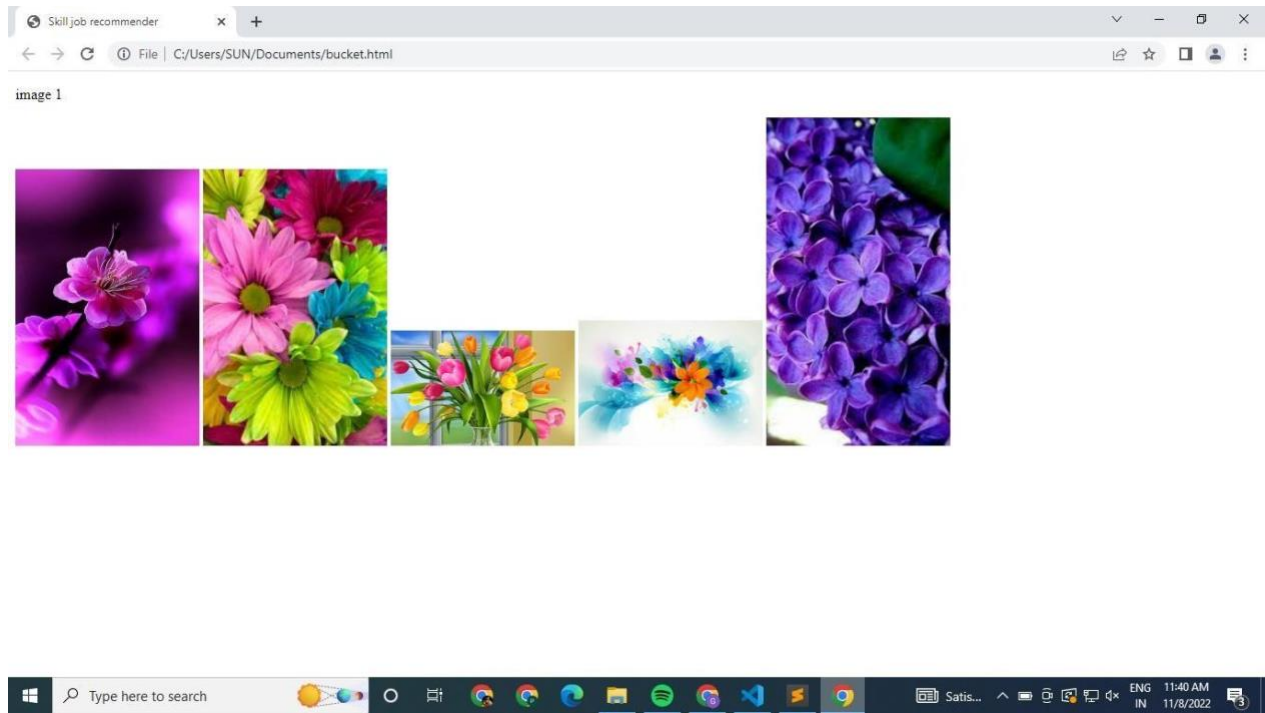 Skill job recommender
File | C:/Users/SUN/Documents/bucket.html
image 1
Type here to search
Satis...
ENG 11:40 AM
IN 11/8/2022
3